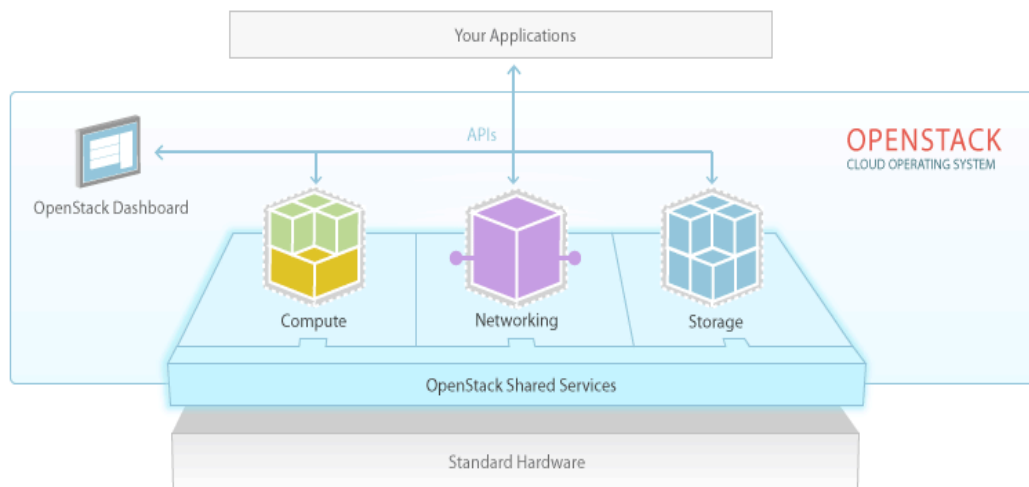 Your Applications
APIs
OPENSTACK
CLOUD OPERATING SYSTEM
OpenStack Dashboard
Compute
Networking
Storage
OpenStack Shared Services
Standard Hardware